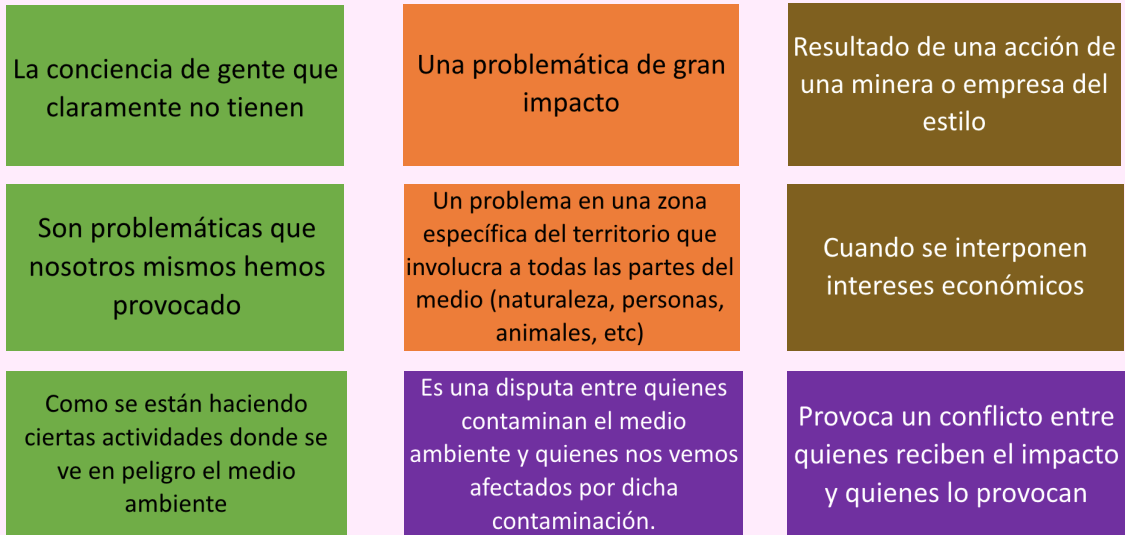 La conciencia de gente que
claramente no tienen
Una problemática de gran
impacto
Resultado de una acción de
una minera o empresa del
estilo
Son problemáticas que
nosotros mismos hemos
provocado
Un problema en una zona
específica del territorio que
involucra a todas las partes del
medio (naturaleza, personas,
animales, etc)
Cuando se interponen
intereses económicos
Como se están haciendo
ciertas actividades donde se
ve en peligro el medio
ambiente
Es una disputa entre quienes
contaminan el medio
ambiente y quienes nos vemos
afectados por dicha
contaminación.
Provoca un conflicto entre
quienes reciben el impacto
y quienes lo provocan